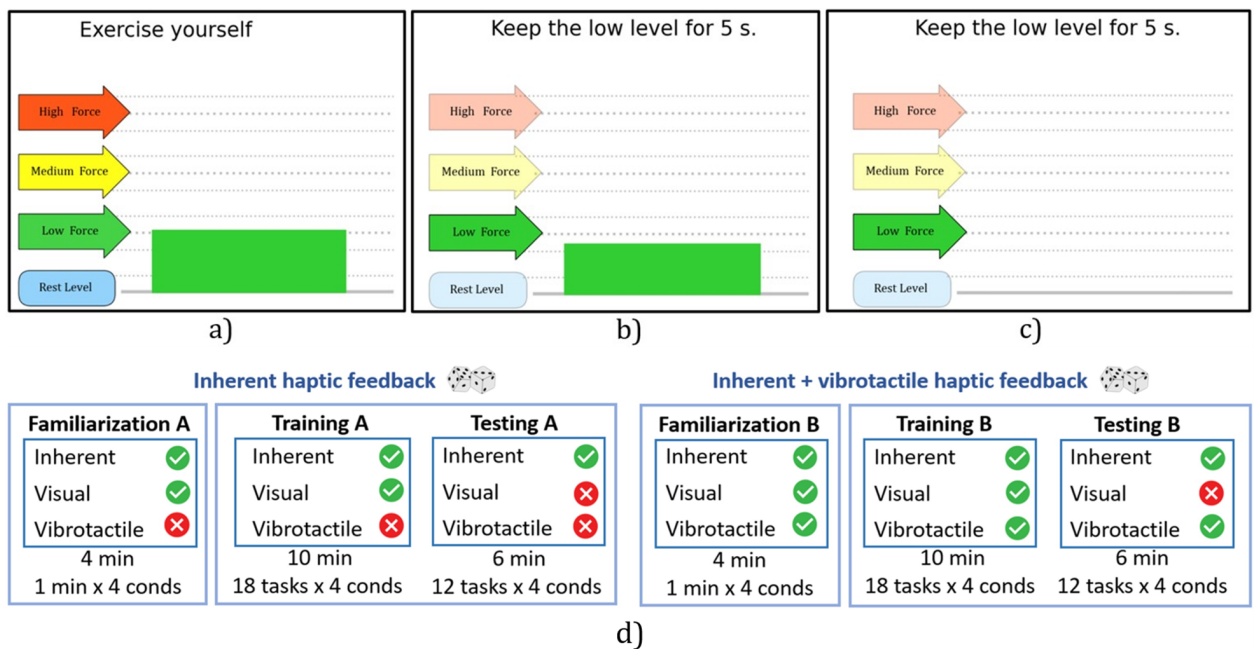 Exercise yourself
High Force
Medium Force
Low Force
Rest Level
a)
Keep the low level for 5 s.
High Force
Medium Force
Low Force
Rest Level
b)
Keep the low level for 5 s.
High Force
Medium Force
Low Force
Rest Level
c)
Inherent haptic feedback
Familiarization A
Inherent
Visual
Vibrotactile
4 min
1 min x 4 conds
Training A
Inherent
Visual
Vibrotactile
10 min
18 tasks x 4 conds
Testing A
Inherent
Visual
Vibrotactile
6 min
12 tasks x 4 conds
Inherent + vibrotactile haptic feedback
Familiarization B
Inherent
Visual
Vibrotactile
4 min
1 min x 4 conds
Training B
Inherent
Visual
Vibrotactile
10 min
18 tasks x 4 conds
Testing B
Inherent
Visual
Vibrotactile
6 min
12 tasks x 4 conds
d)